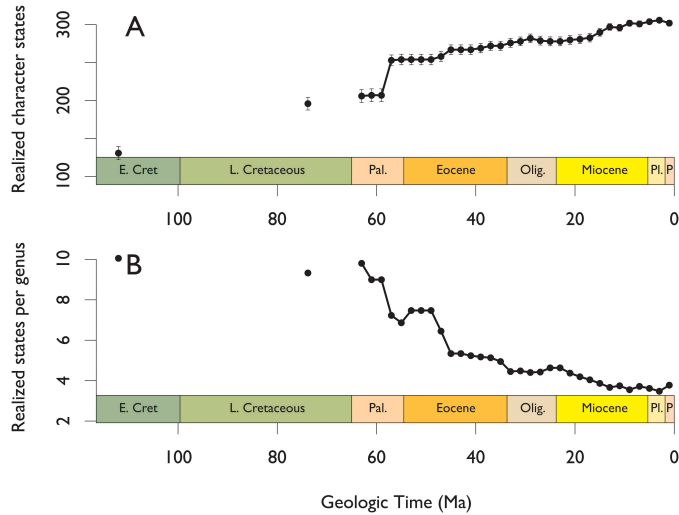 A
Realized character states
300
200
100
E. Cret
L. Cretaceous
Pal.
Eocene
Olig.
Miocene
Pl.
P
100
80
60
40
20
0
B
Realized states per genus
10
8
6
4
2
E. Cret
L. Cretaceous
Pal.
Eocene
Olig.
Miocene
Pl.
P
100
80
60
40
20
0
Geologic Time (Ma)